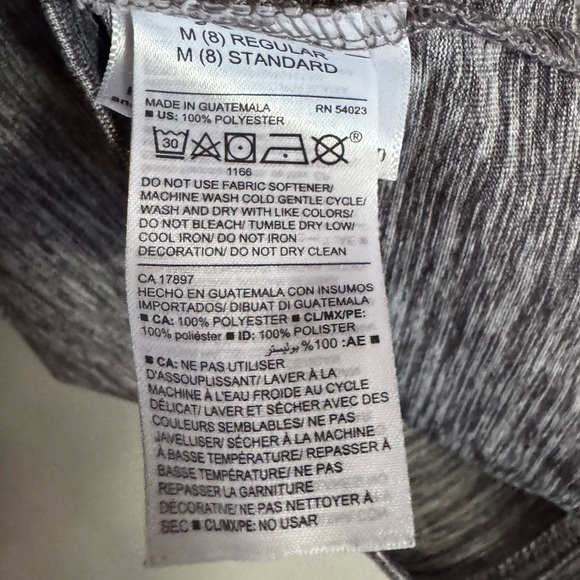 M (8) REGULAR
M (8) STANDARD
MADE IN GUATEMALA RN 54023
■ US: 100% POLYESTER
30
®
1166
DO NOT USE FABRIC SOFTENER/
MACHINE WASH COLD GENTLE CYCLE/
WASH AND DRY WITH LIKE COLORS/
DO NOT BLEACH/ TUMBLE DRY LOW/
COOL IRON/ DO NOT IRON
DECORATION/ DO NOT DRY CLEAN
CA 17897
HECHO EN GUATEMALA CON INSUMOS
IMPORTADOS/ DIBUAT DI GUATEMALA
■ CA: 100% POLYESTER ■ CL/MX/PE:
100% poliéster ■ ID: 100% POLISTER
■ AE: 100% بوليستر
■ CA: NE PAS UTILISER
D'ASSOUPLISSANT/ LAVER À LA
MACHINE À L'EAU FROIDE AU CYCLE
DÉLICAT/ LAVER ET SÉCHER AVEC DES
COULEURS SEMBLABLES/ NE PAS
JAVELLISER/ SÉCHER À LA MACHINE
À BASSE TEMPÉRATURE/ REPASSER À
BASSE TEMPÉRATURE/ NE PAS
REPASSER LA GARNITURE
DÉCORATIVE/ NE PAS NETTOYER À
SEC ■ CL/MX/PE: NO USAR